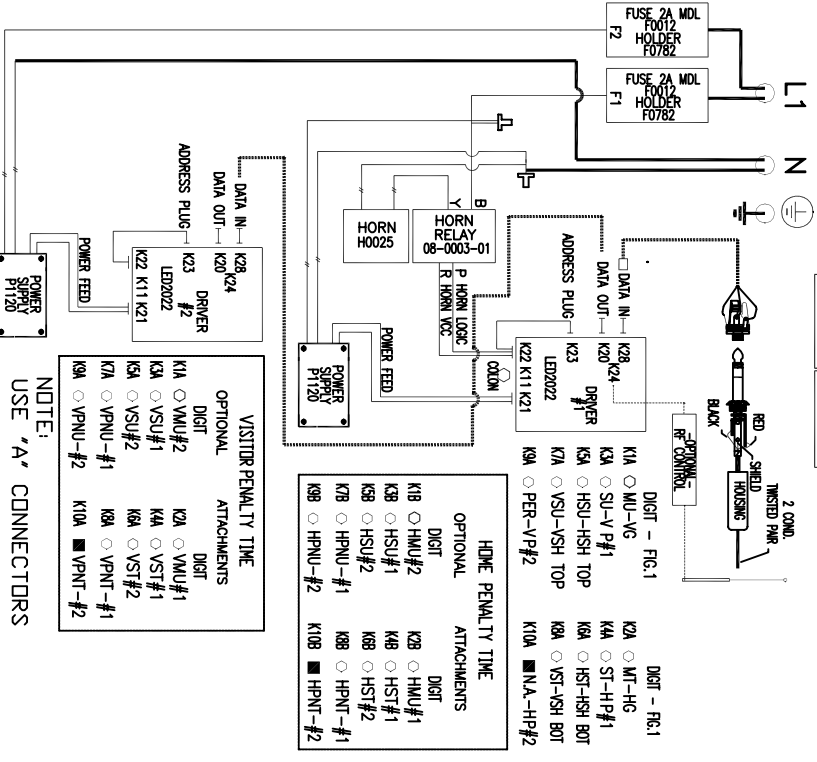 FUSE 2A MDL
F0012
HOLDER
F0782
F2
FUSE 2A MDL
F0012
HOLDER
F0782
F1
L1
N
B
Y
HORN
H0025
HORN
RELAY
08-0003-01
P HORN LOGIC
R HORN VCC
ADDRESS PLUG
DATA OUT
DATA IN
K28
K24
K20
K23
K22 K11 K21
DRIVER
#1
LED2022
COLON
POWER FEED
POWER
SUPPLY
P1120
ADDRESS PLUG
DATA OUT
DATA IN
K28
K24
K20
K23
K22 K11 K21
DRIVER
#2
LED2022
POWER FEED
POWER
SUPPLY
P1120
2 COND.
TWISTED PAIR
HOUSING
SHIELD
RED
BLACK
-OPTIONAL-
RF CONTROL
DIGIT - FIG.1
K1A MU-VG
K3A SU-V P#1
K5A HSU-HSH TOP
K7A VSU-VSH TOP
K9A PER-VP#2
DIGIT - FIG.1
K2A MT-HG
K4A ST-H P#1
K6A HST-HSH BOT
K8A VST-VSH BOT
K10A N.A.-HP#2
HOME PENALTY TIME
OPTIONAL ATTACHMENTS
DIGIT DIGIT
K1B HMU#2 K2B HMU#1
K3B HSU#1 K4B HST#1
K5B HSU#2 K6B HST#2
K7B HPNU-#1 K8B HPNT-#1
K9B HPNU-#2 K10B HPNT-#2
VISITOR PENALTY TIME
OPTIONAL ATTACHMENTS
DIGIT DIGIT
K1A VMU#2 K2A VMU#1
K3A VSU#1 K4A VST#1
K5A VSU#2 K6A VST#2
K7A VPNU-#1 K8A VPNT-#1
K9A VPNU-#2 K10A VPNT-#2
NOTE:
USE "A" CONNECTORS